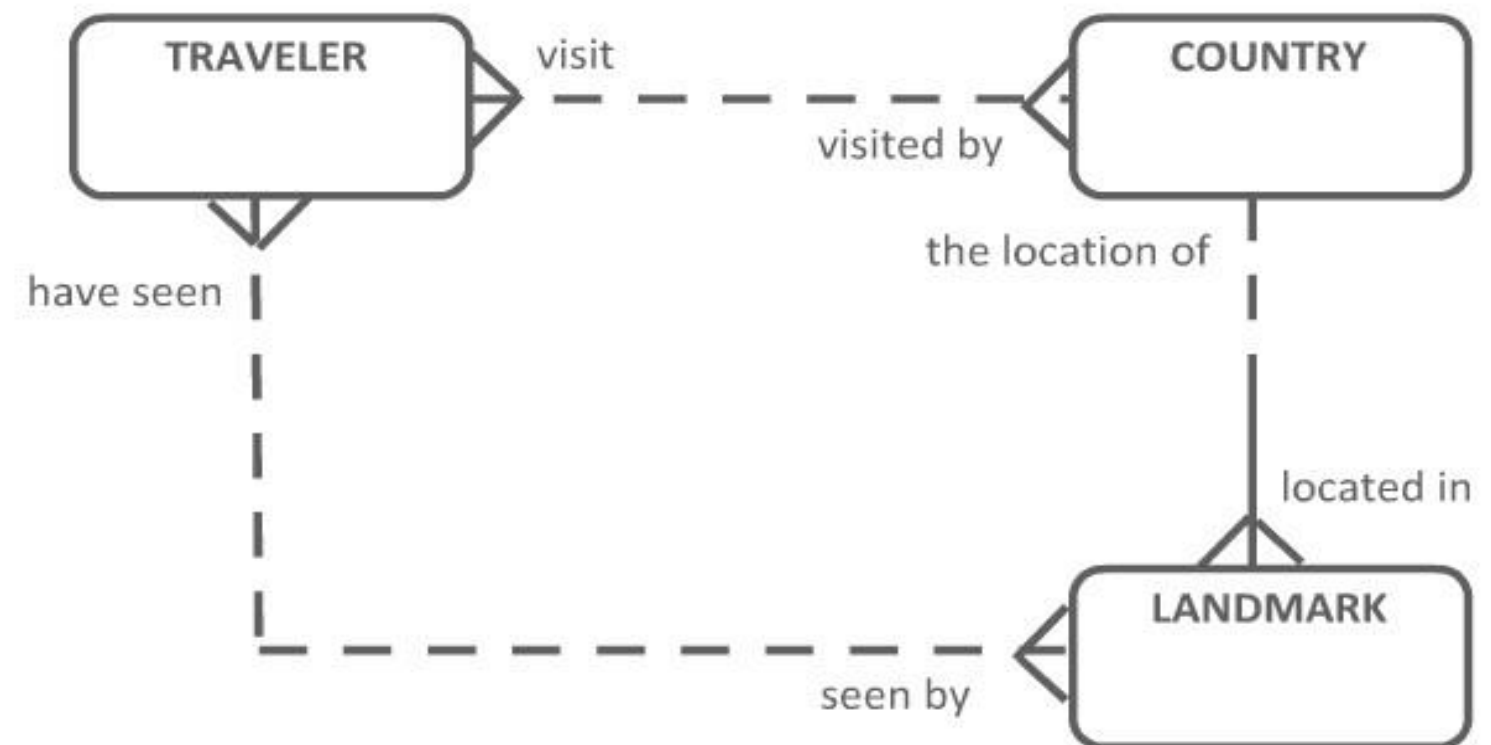 TRAVELER
visit
COUNTRY
visited by
the location of
have seen
located in
LANDMARK
seen by